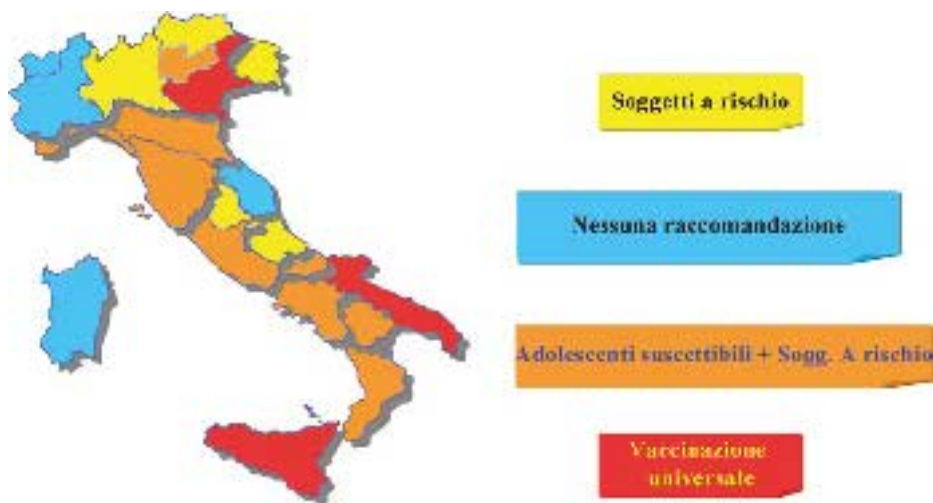 Soggetti a rischio
Nessuna raccomandazione
Adolescenti suscettibili + Sogg. A rischio
Vaccinazione
universale